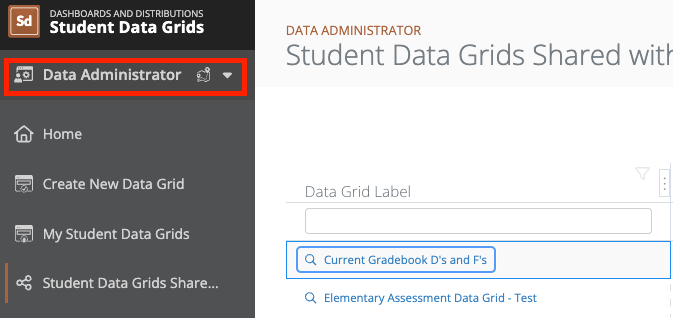 Sd
DASHBOARDS AND DISTRIBUTIONS
Student Data Grids
Data Administrator
Home
Create New Data Grid
My Student Data Grids
Student Data Grids Share...
DATA ADMINISTRATOR
Student Data Grids Shared with
Data Grid Label
Current Gradebook D's and F's
Elementary Assessment Data Grid - Test